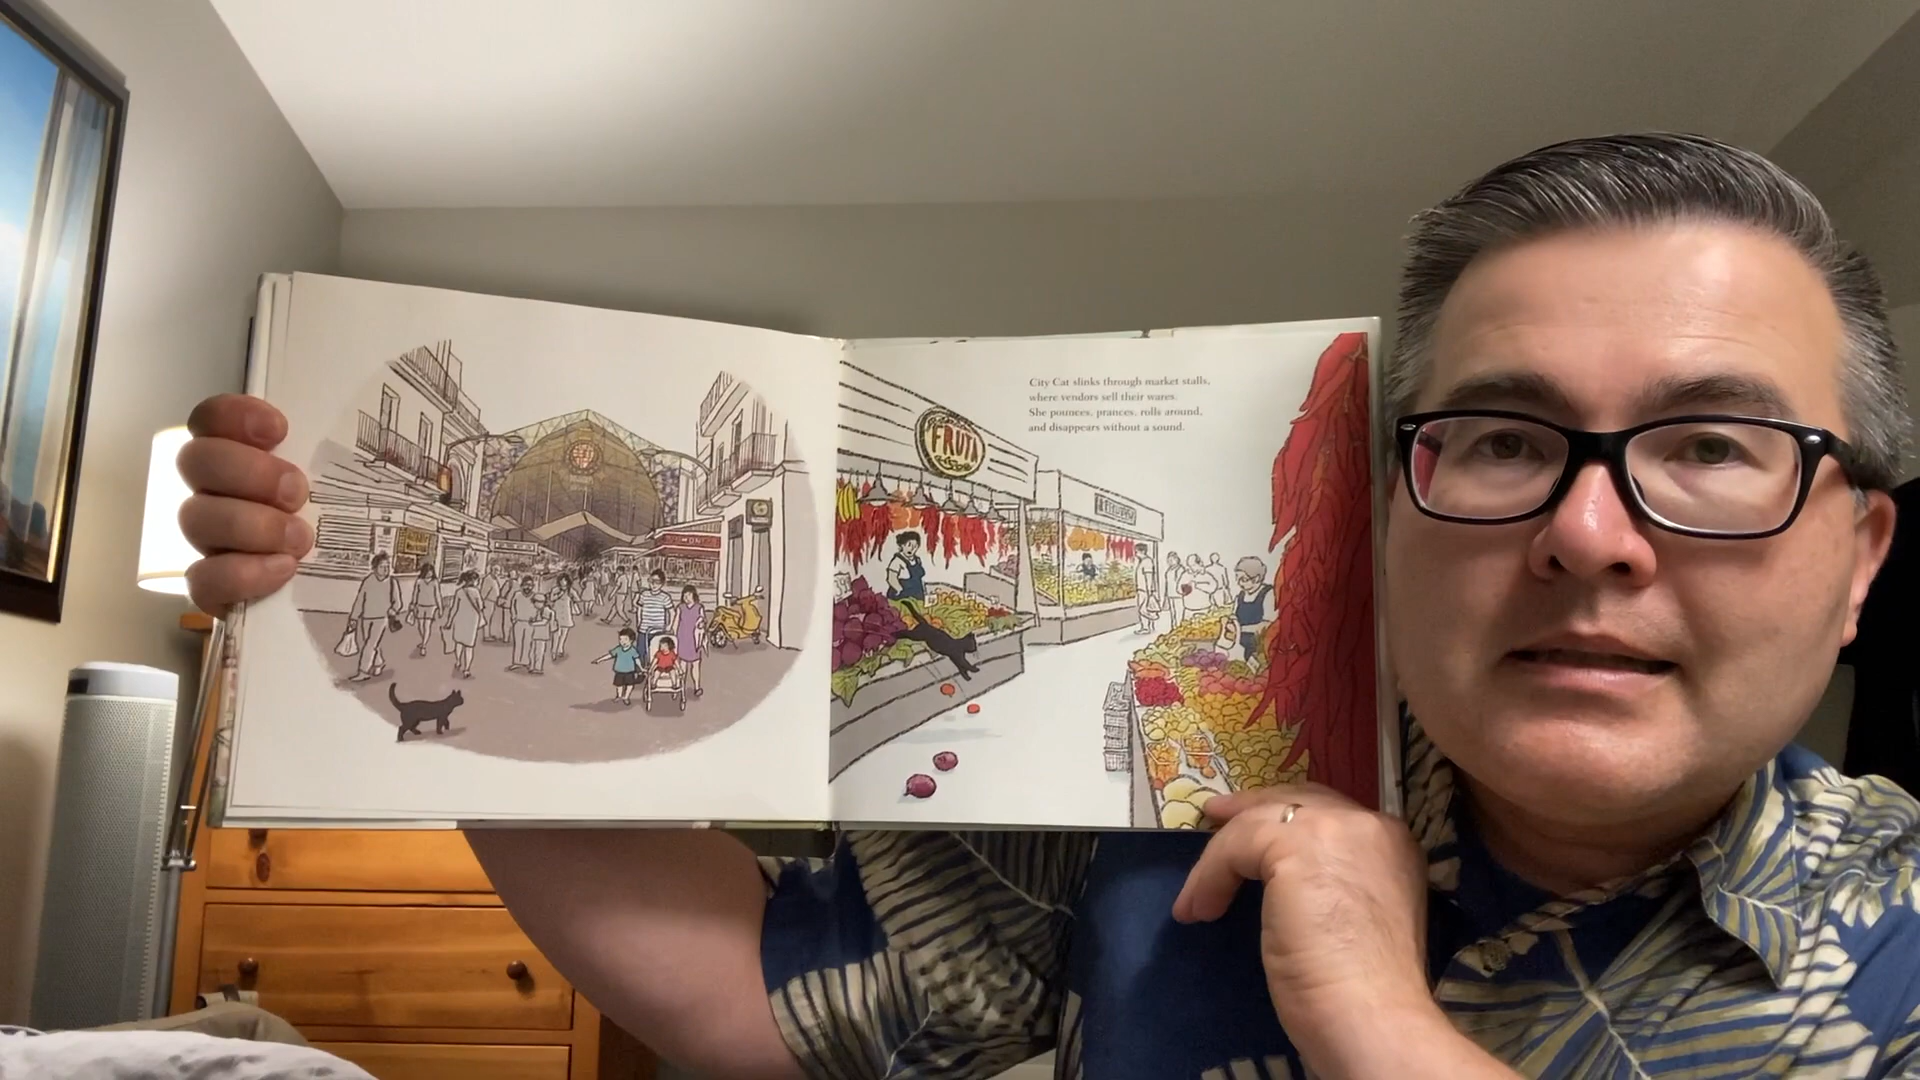 City Cat slinks through market stalls,
where vendors sell their wares.
She pounces, prances, rolls around,
and disappears without a sound.
FRUTA